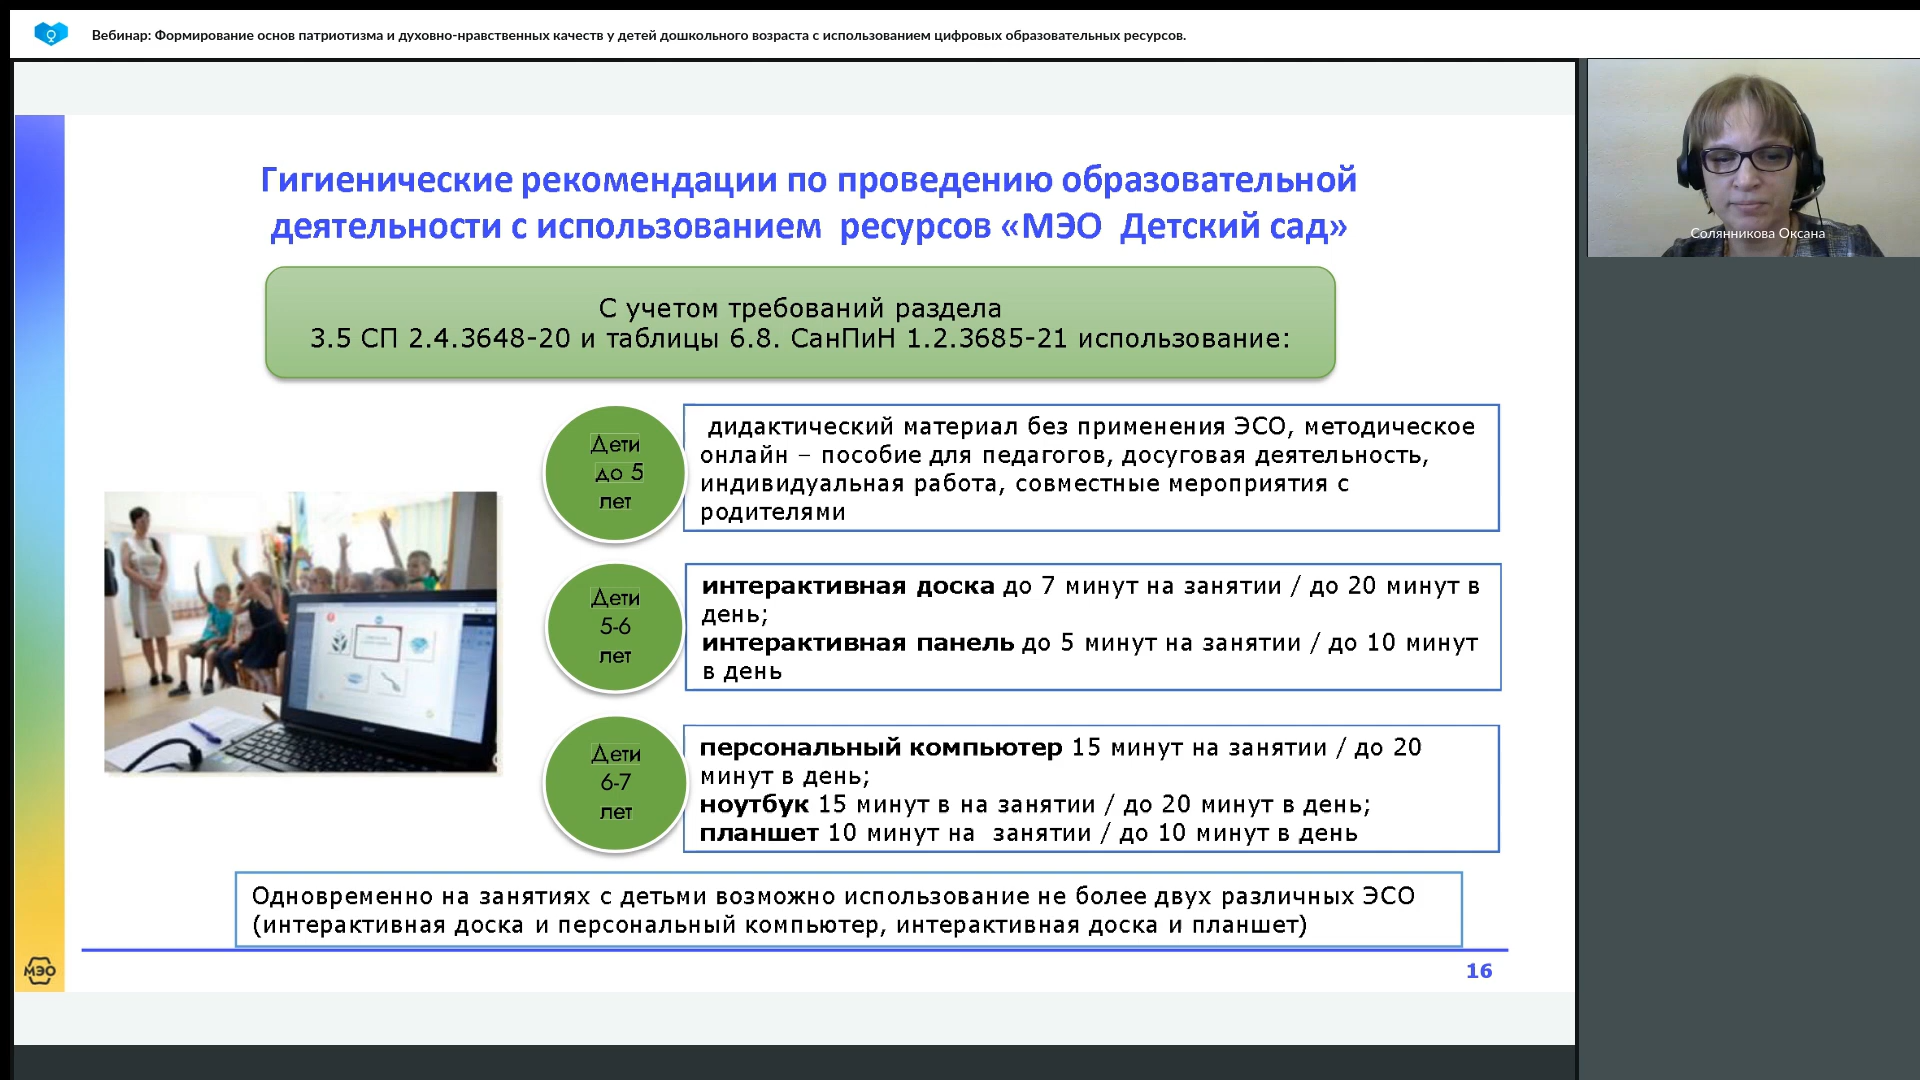 Вебинар: Формирование основ патриотизма и духовно-нравственных качеств у детей дошкольного возраста с использованием цифровых образовательных ресурсов.
Солянникова Оксана
Гигиенические рекомендации по проведению образовательной
деятельности с использованием ресурсов «МЭО Детский сад»
С учетом требований раздела
3.5 СП 2.4.3648-20 и таблицы 6.8. СанПиН 1.2.3685-21 использование:
Дети
до 5
лет
дидактический материал без применения ЭСО, методическое
онлайн – пособие для педагогов, досуговая деятельность,
индивидуальная работа, совместные мероприятия с
родителями
Дети
5-6
лет
интерактивная доска до 7 минут на занятии / до 20 минут в
день;
интерактивная панель до 5 минут на занятии / до 10 минут
в день
Дети
6-7
лет
персональный компьютер 15 минут на занятии / до 20
минут в день;
ноутбук 15 минут в на занятии / до 20 минут в день;
планшет 10 минут на занятии / до 10 минут в день
Одновременно на занятиях с детьми возможно использование не более двух различных ЭСО
(интерактивная доска и персональный компьютер, интерактивная доска и планшет)
МЭО
16